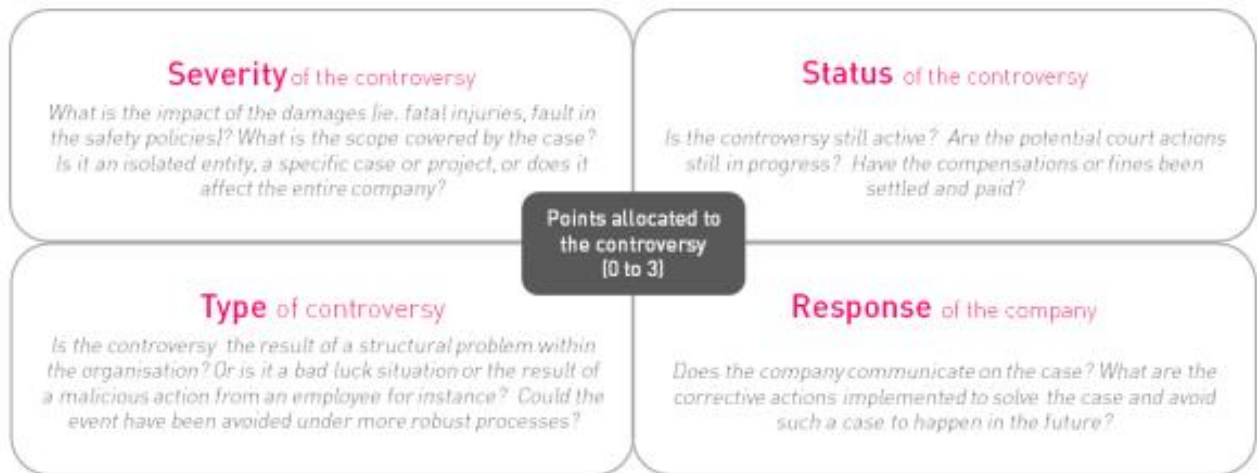 Severity of the controversy
What is the impact of the damages (ie. fatal injuries, fault in
the safety policies)? What is the scope covered by the case?
Is it an isolated entity, a specific case or project, or does it
affect the entire company?
Status of the controversy
Is the controversy still active? Are the potential court actions
still in progress? Have the compensations or fines been
settled and paid?
Points allocated to
the controversy
(0 to 3)
Type of controversy
Is the controversy the result of a structural problem within
the organisation? Or is it a bad luck situation or the result of
a malicious action from an employee for instance? Could the
event have been avoided under more robust processes?
Response of the company
Does the company communicate on the case? What are the
corrective actions implemented to solve the case and avoid
such a case to happen in the future?